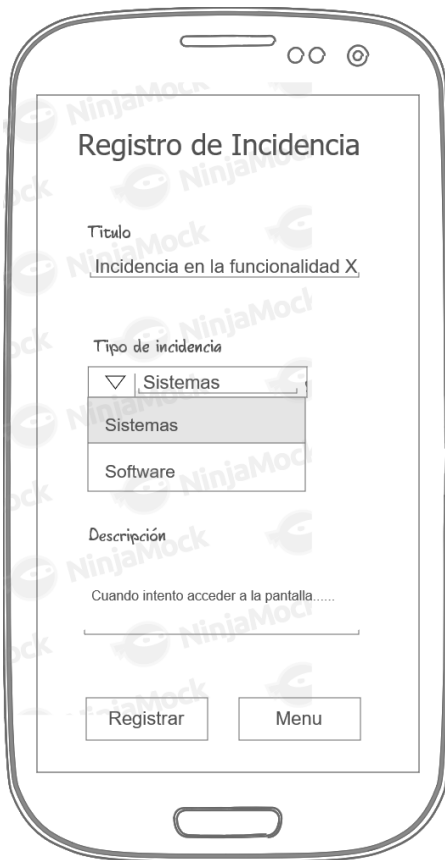 Registro de Incidencia
Titulo
Incidencia en la funcionalidad X
Tipo de incidencia
Sistemas
Sistemas
Software
Descripción
Cuando intento acceder a la pantalla......
Registrar
Menu
NinjaMock